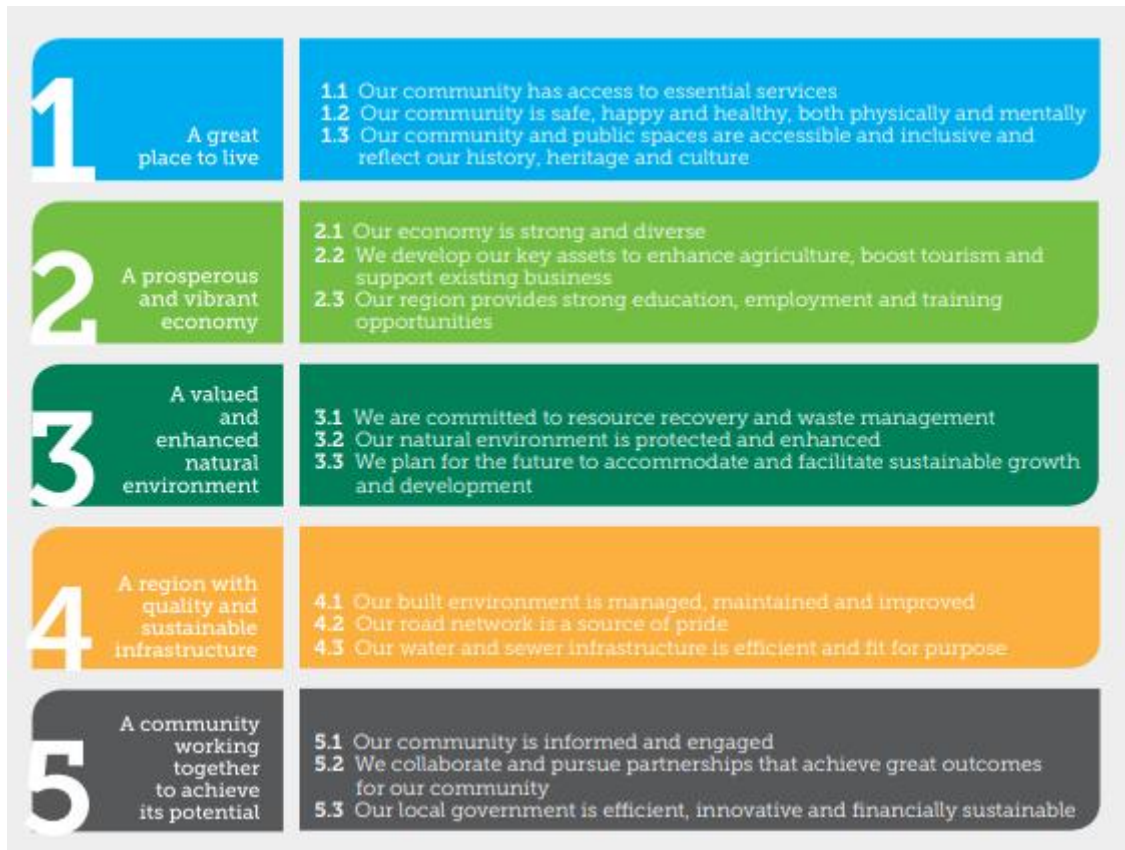 1
A great
place to live
1.1 Our community has access to essential services
1.2 Our community is safe, happy and healthy, both physically and mentally
1.3 Our community and public spaces are accessible and inclusive and
reflect our history, heritage and culture
2
A prosperous
and vibrant
economy
2.1 Our economy is strong and diverse
2.2 We develop our key assets to enhance agriculture, boost tourism and
support existing business
2.3 Our region provides strong education, employment and training
opportunities
3
A valued
and
enhanced
natural
environment
3.1 We are committed to resource recovery and waste management
3.2 Our natural environment is protected and enhanced
3.3 We plan for the future to accommodate and facilitate sustainable growth
and development
4
A region with
quality and
sustainable
infrastructure
4.1 Our built environment is managed, maintained and improved
4.2 Our road network is a source of pride
4.3 Our water and sewer infrastructure is efficient and fit for purpose
5
A community
working
together
to achieve
its potential
5.1 Our community is informed and engaged
5.2 We collaborate and pursue partnerships that achieve great outcomes
for our community
5.3 Our local government is efficient, innovative and financially sustainable